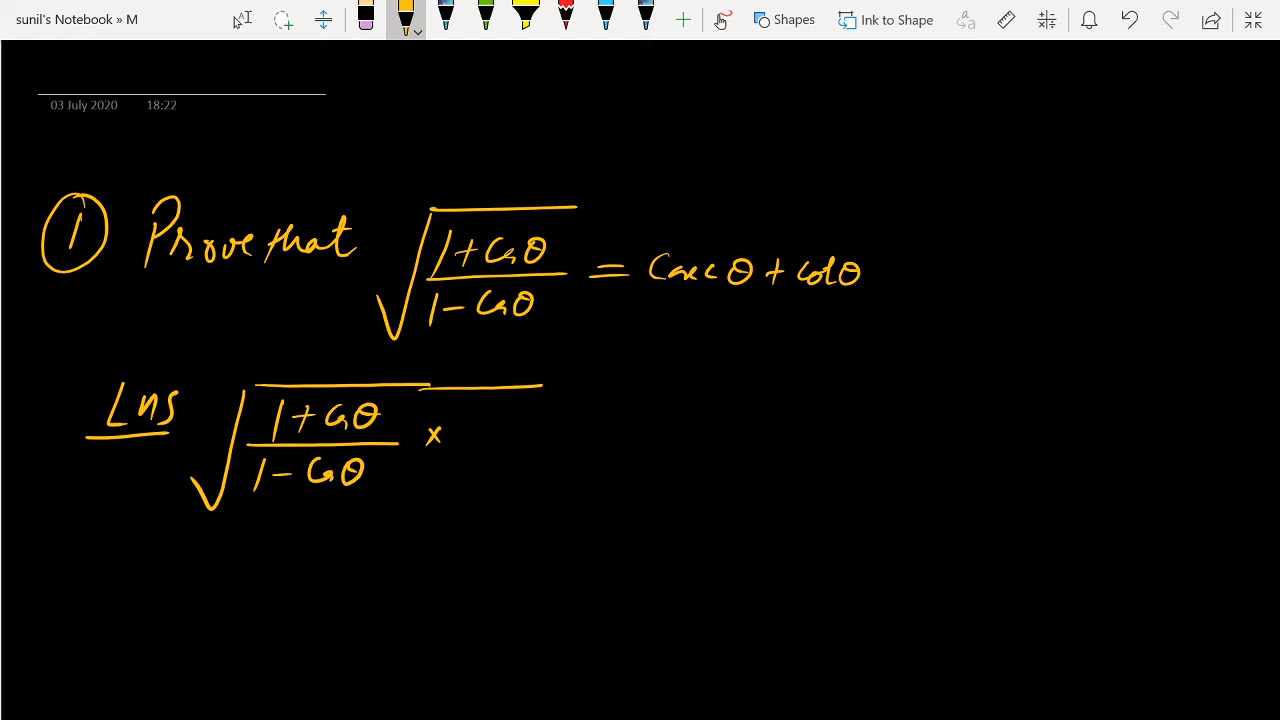 sunil's Notebook » M
Shapes Ink to Shape
03 July 2020 18:22
① Prove that √((1 + Cosθ)/(1 - Cosθ)) = Cosec θ + cotθ
LHS √((1 + Cosθ)/(1 - Cosθ) ×